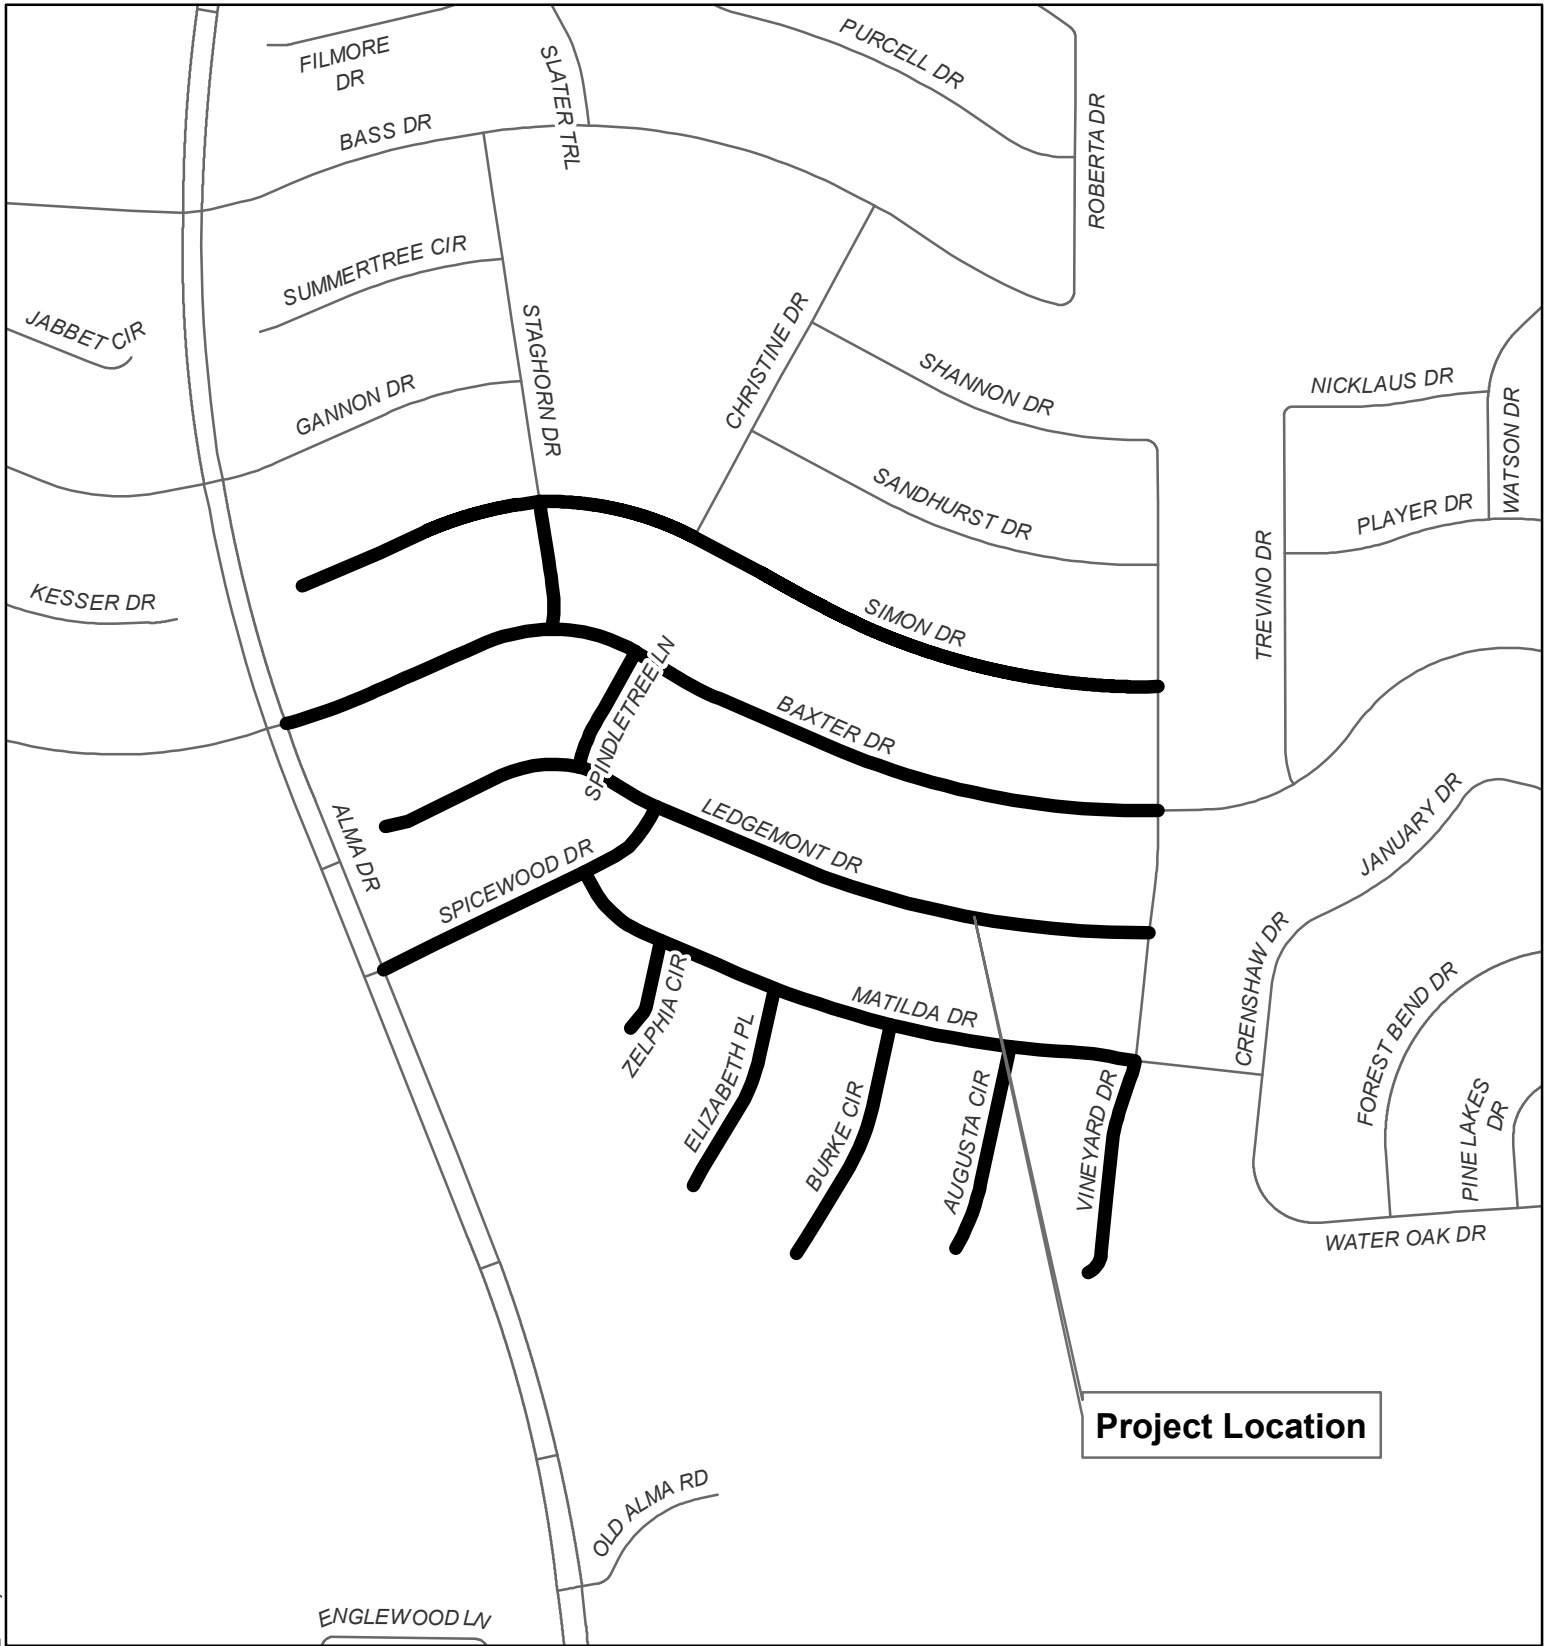 FILMORE
DR
SLATER TRL
PURCELL DR
BASS DR
ROBERTA DR
SUMMERTREE CIR
JABBET CIR
STAGHORN DR
CHRISTINE DR
SHANNON DR
NICKLAUS DR
WATSON DR
GANNON DR
SANDHURST DR
PLAYER DR
TREVINO DR
KESSER DR
SIMON DR
SPINDLETREE LN
BAXTER DR
ALMA DR
LEDGEMONT DR
JANUARY DR
SPICEWOOD DR
CRENSHAW DR
FOREST BEND DR
ZELPHIA CIR
MATILDA DR
ELIZABETH PL
BURKE CIR
AUGUSTA CIR
VINEYARD DR
PINE LAKES
DR
WATER OAK DR
Project Location
OLD ALMA RD
ENGLEWOOD LN